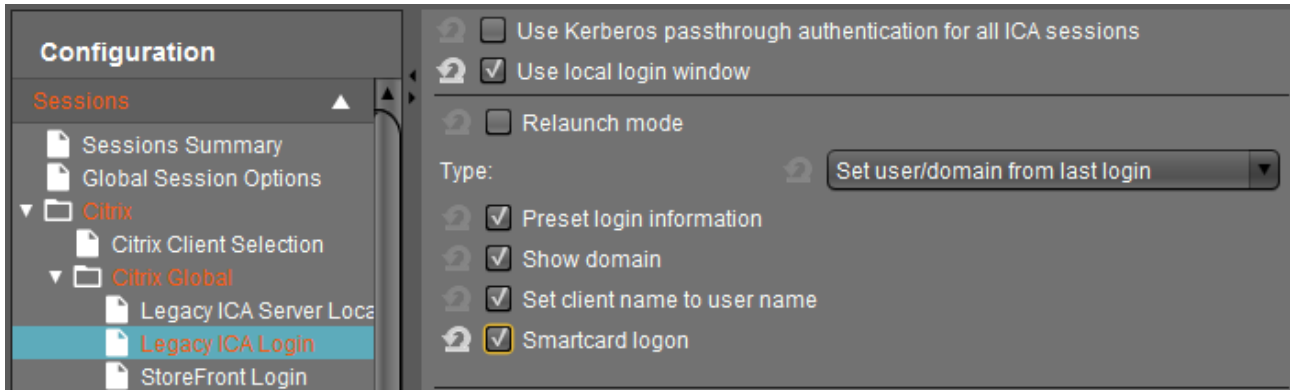 Configuration
Sessions
Sessions Summary
Global Session Options
Citrix
Citrix Client Selection
Citrix Global
Legacy ICA Server Loca
Legacy ICA Login
StoreFront Login
Use Kerberos passthrough authentication for all ICA sessions
Use local login window
Relaunch mode
Type: Set user/domain from last login
Preset login information
Show domain
Set client name to user name
Smartcard logon